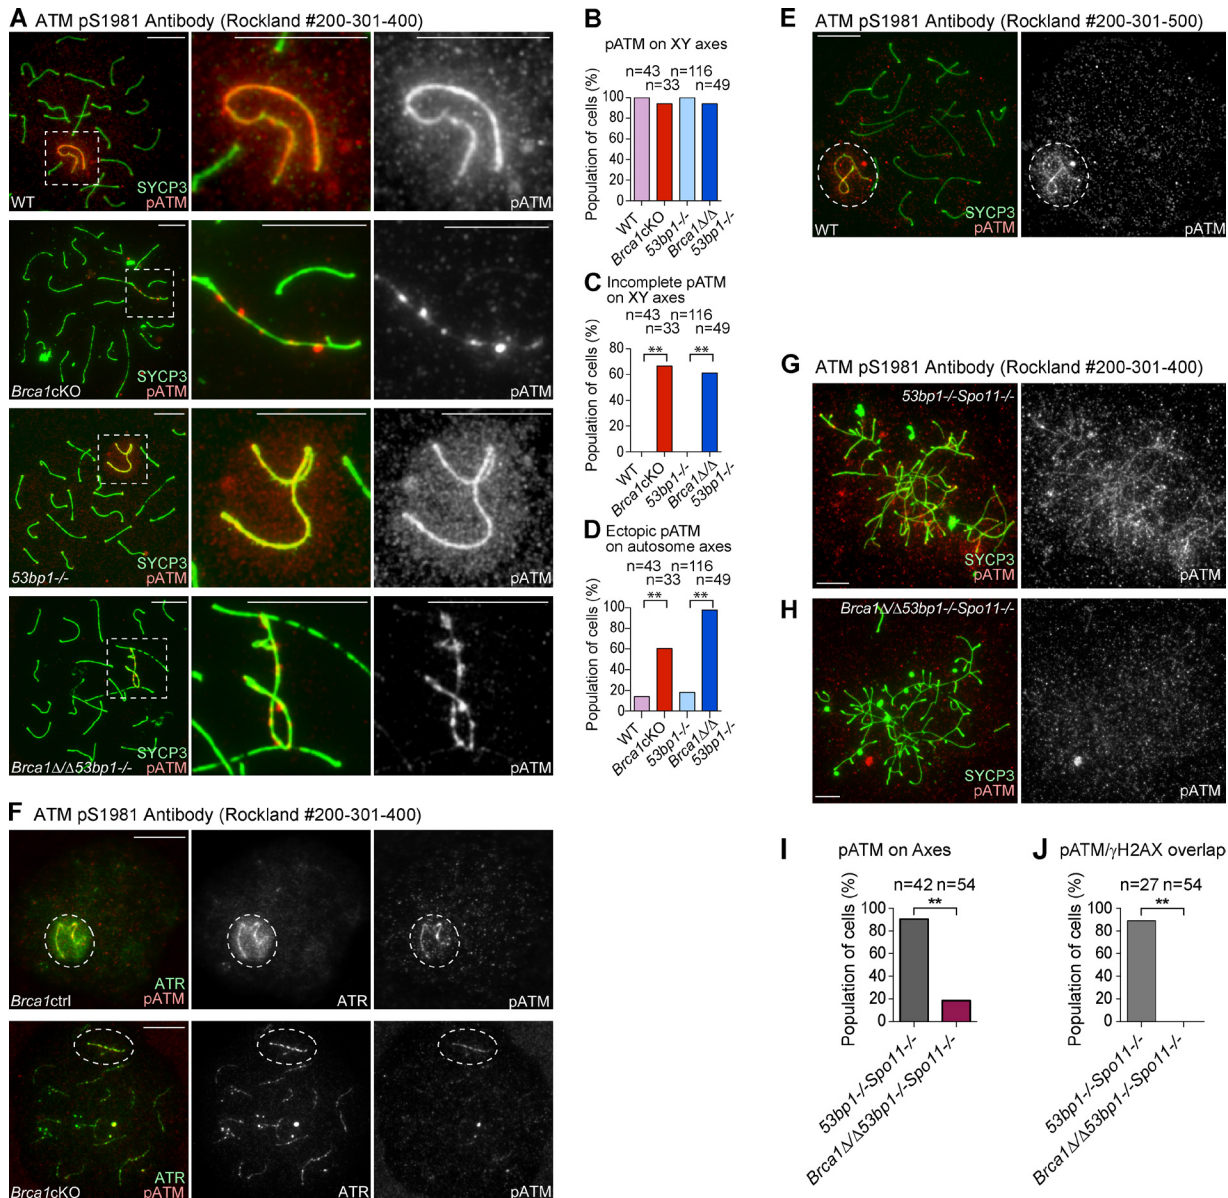 A ATM pS1981 Antibody (Rockland #200-301-400)
SYCP3
pATM
WT
pATM
SYCP3
pATM
Brca1cKO
pATM
SYCP3
pATM
53bp1-/-
pATM
SYCP3
pATM
Brca1Δ/Δ53bp1-/-
pATM
B
pATM on XY axes
n=43 n=116
n=33 n=49
Population of cells (%)
100
80
60
40
20
0
WT
Brca1cKO
53bp1-/-
Brca1Δ/Δ
53bp1-/-
C Incomplete pATM
on XY axes
n=43 n=116
n=33 n=49
** **
Population of cells (%)
80
60
40
20
0
WT
Brca1cKO
53bp1-/-
Brca1Δ/Δ
53bp1-/-
D Ectopic pATM
on autosome axes
n=43 n=116
n=33 n=49
** **
Population of cells (%)
100
80
60
40
20
0
WT
Brca1cKO
53bp1-/-
Brca1Δ/Δ
53bp1-/-
E ATM pS1981 Antibody (Rockland #200-301-500)
SYCP3
pATM
WT
pATM
F ATM pS1981 Antibody (Rockland #200-301-400)
ATR
pATM
Brca1ctrl
ATR
pATM
ATR
pATM
Brca1cKO
ATR
pATM
G ATM pS1981 Antibody (Rockland #200-301-400)
53bp1-/-Spo11-/-
SYCP3
pATM
pATM
H
Brca1Δ/Δ53bp1-/-Spo11-/-
SYCP3
pATM
pATM
I pATM on Axes
n=42 n=54
**
Population of cells (%)
100
80
60
40
20
0
53bp1-/-Spo11-/-
Brca1Δ/Δ53bp1-/-Spo11-/-
J pATM/γH2AX overlap
n=27 n=54
**
Population of cells (%)
100
80
60
40
20
0
53bp1-/-Spo11-/-
Brca1Δ/Δ53bp1-/-Spo11-/-